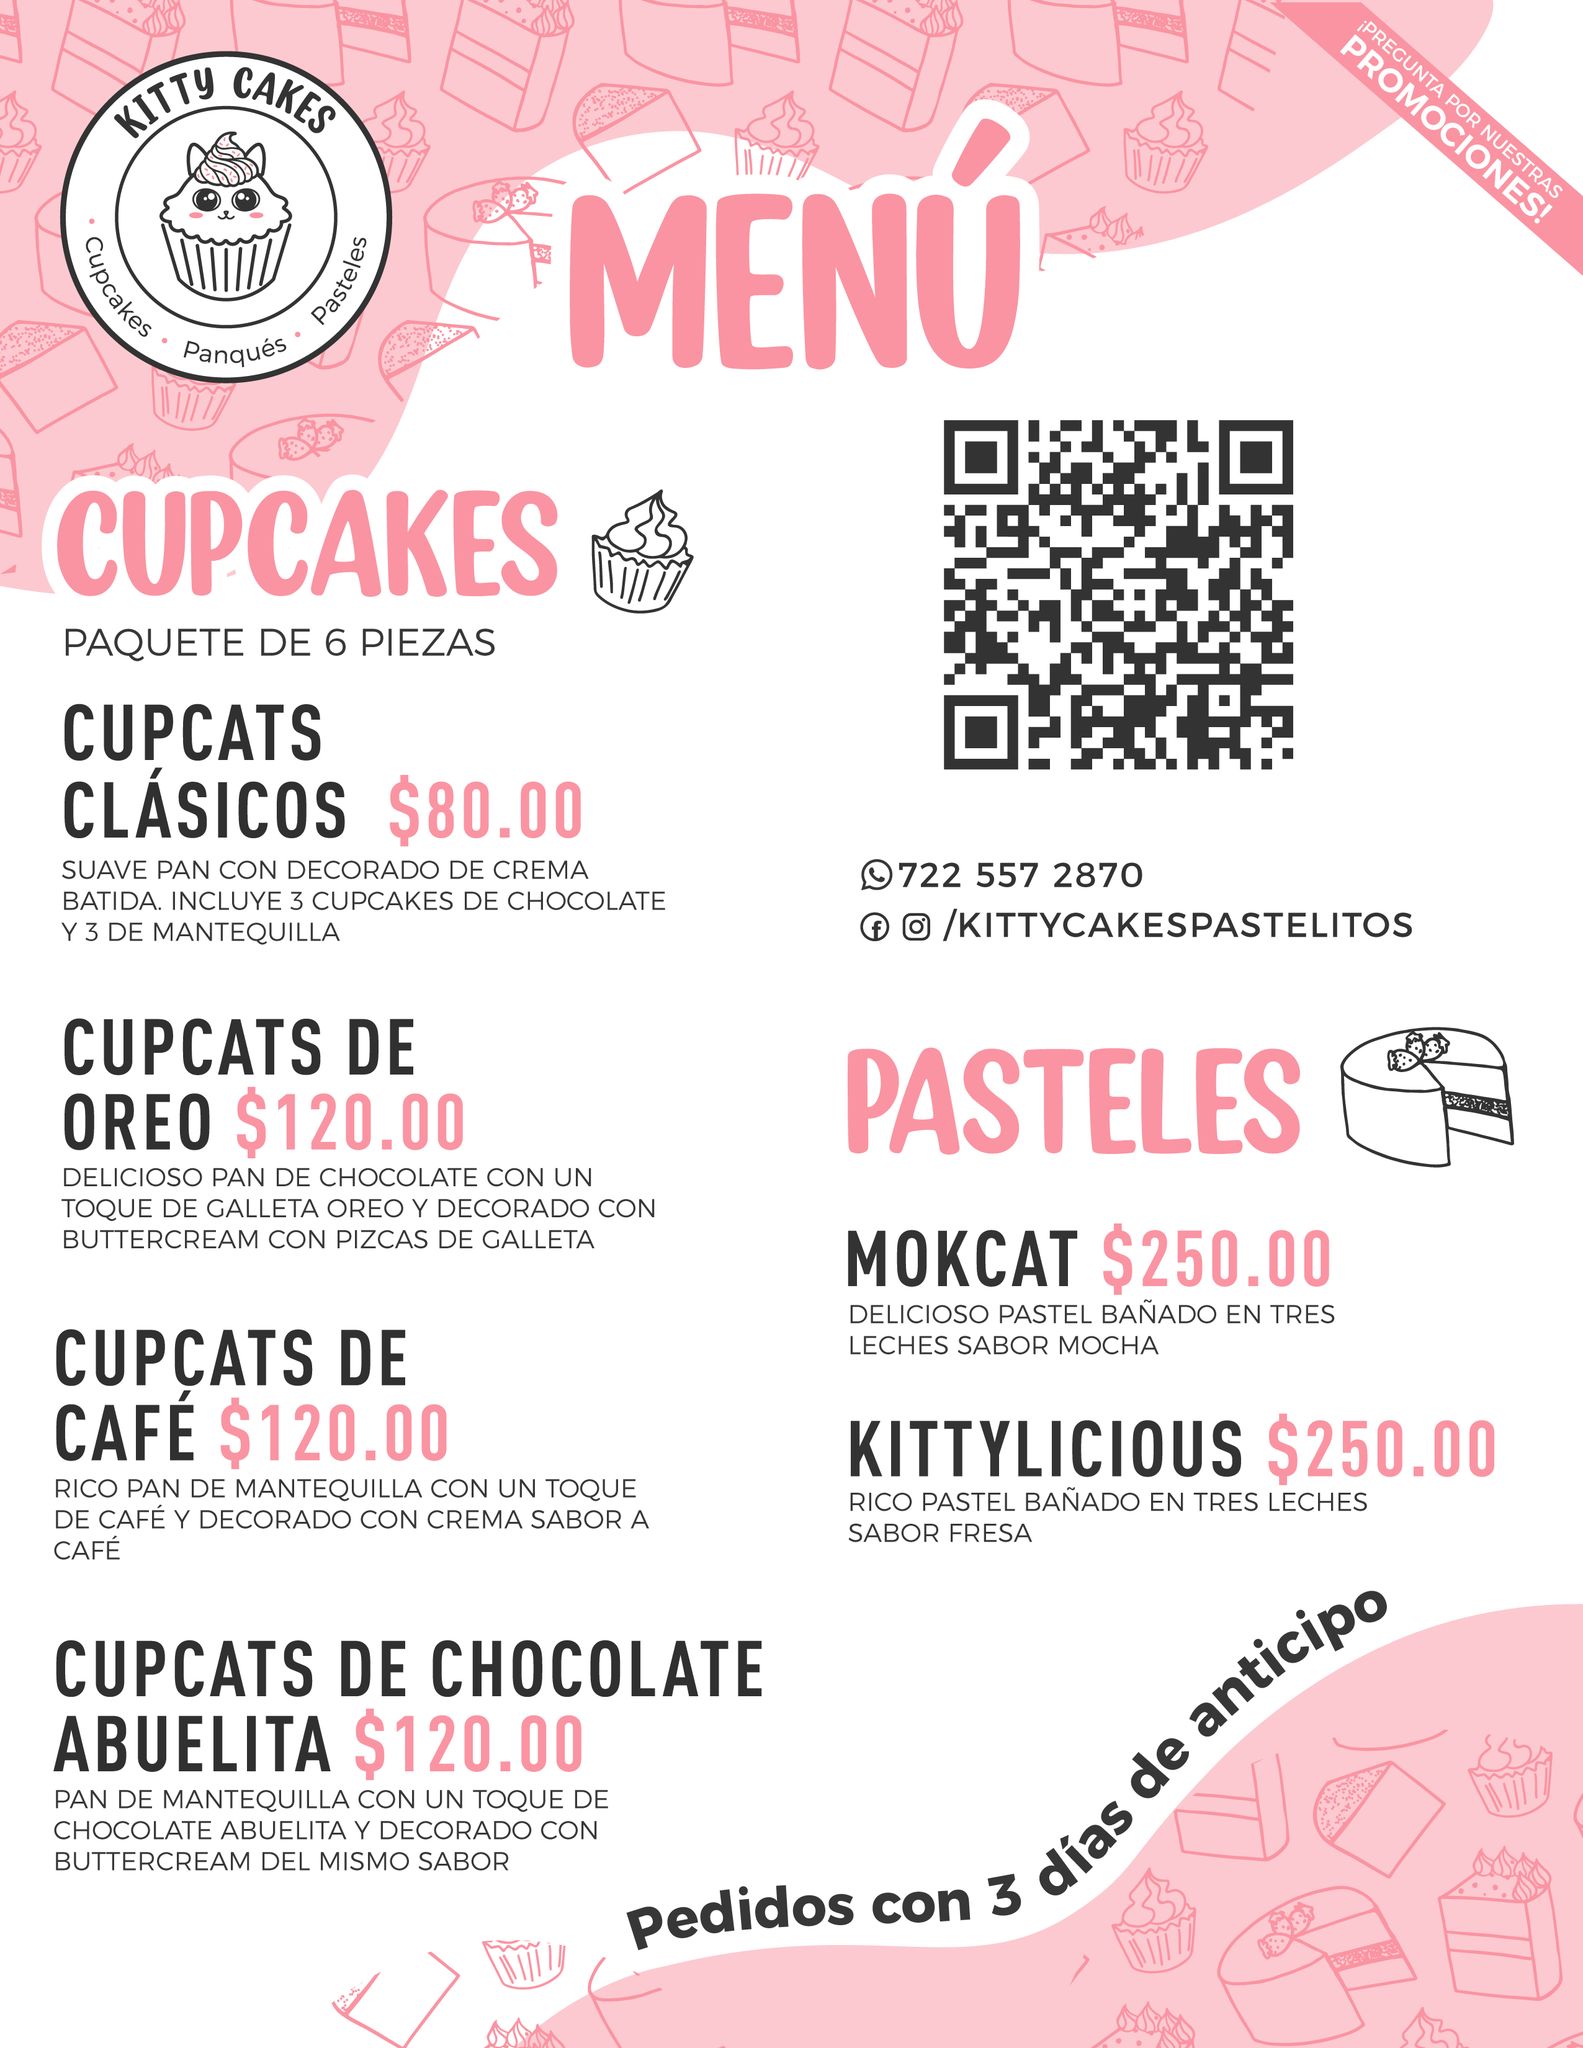 KITTY CAKES
· Cupcakes · Panqués · Pasteles
¡PREGUNTA POR NUESTRAS
PROMOCIONES!
MENÚ
CUPCAKES
PAQUETE DE 6 PIEZAS
CUPCATS
CLÁSICOS $80.00
SUAVE PAN CON DECORADO DE CREMA
BATIDA. INCLUYE 3 CUPCAKES DE CHOCOLATE
Y 3 DE MANTEQUILLA
CUPCATS DE
OREO $120.00
DELICIOSO PAN DE CHOCOLATE CON UN
TOQUE DE GALLETA OREO Y DECORADO CON
BUTTERCREAM CON PIZCAS DE GALLETA
CUPCATS DE
CAFÉ $120.00
RICO PAN DE MANTEQUILLA CON UN TOQUE
DE CAFÉ Y DECORADO CON CREMA SABOR A
CAFÉ
CUPCATS DE CHOCOLATE
ABUELITA $120.00
PAN DE MANTEQUILLA CON UN TOQUE DE
CHOCOLATE ABUELITA Y DECORADO CON
BUTTERCREAM DEL MISMO SABOR
722 557 2870
/KITTYCAKESPASTELITOS
PASTELES
MOKCAT $250.00
DELICIOSO PASTEL BAÑADO EN TRES
LECHES SABOR MOCHA
KITTYLICIOUS $250.00
RICO PASTEL BAÑADO EN TRES LECHES
SABOR FRESA
Pedidos con 3 días de anticipo